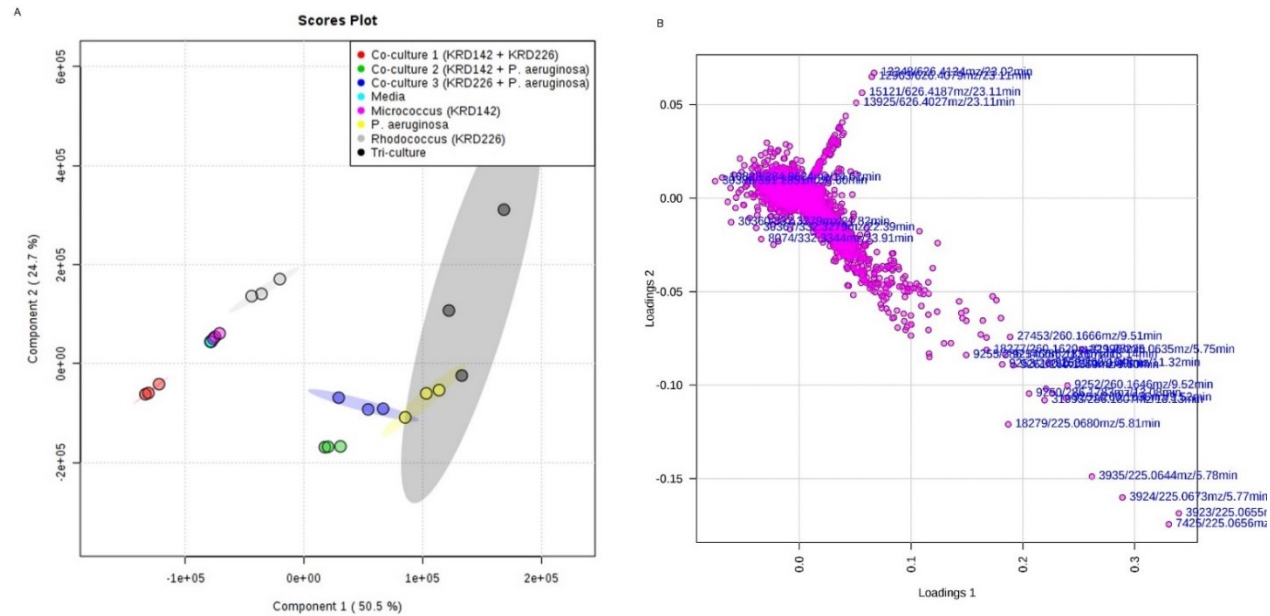 A
Scores Plot
Co-culture 1 (KRD142 + KRD226)
Co-culture 2 (KRD142 + P. aeruginosa)
Co-culture 3 (KRD226 + P. aeruginosa)
Media
Micrococcus (KRD142)
P. aeruginosa
Rhodococcus (KRD226)
Tri-culture
Component 2 ( 24.7 %)
6e+05
4e+05
2e+05
0e+00
-2e+05
-1e+05
0e+00
1e+05
2e+05
Component 1 ( 50.5 %)
B
Loadings 2
0.05
0.00
-0.05
-0.10
-0.15
15121/626.4187mz/23.11min
13925/626.4027mz/23.11min
8074/332.3344mz/23.91min
27453/260.1666mz/9.51min
9252/260.1646mz/9.52min
18279/225.0680mz/5.81min
3935/225.0644mz/5.78min
3924/225.0673mz/5.77min
3923/225.0655m
7425/225.0656mz
0.0
0.1
0.2
0.3
Loadings 1